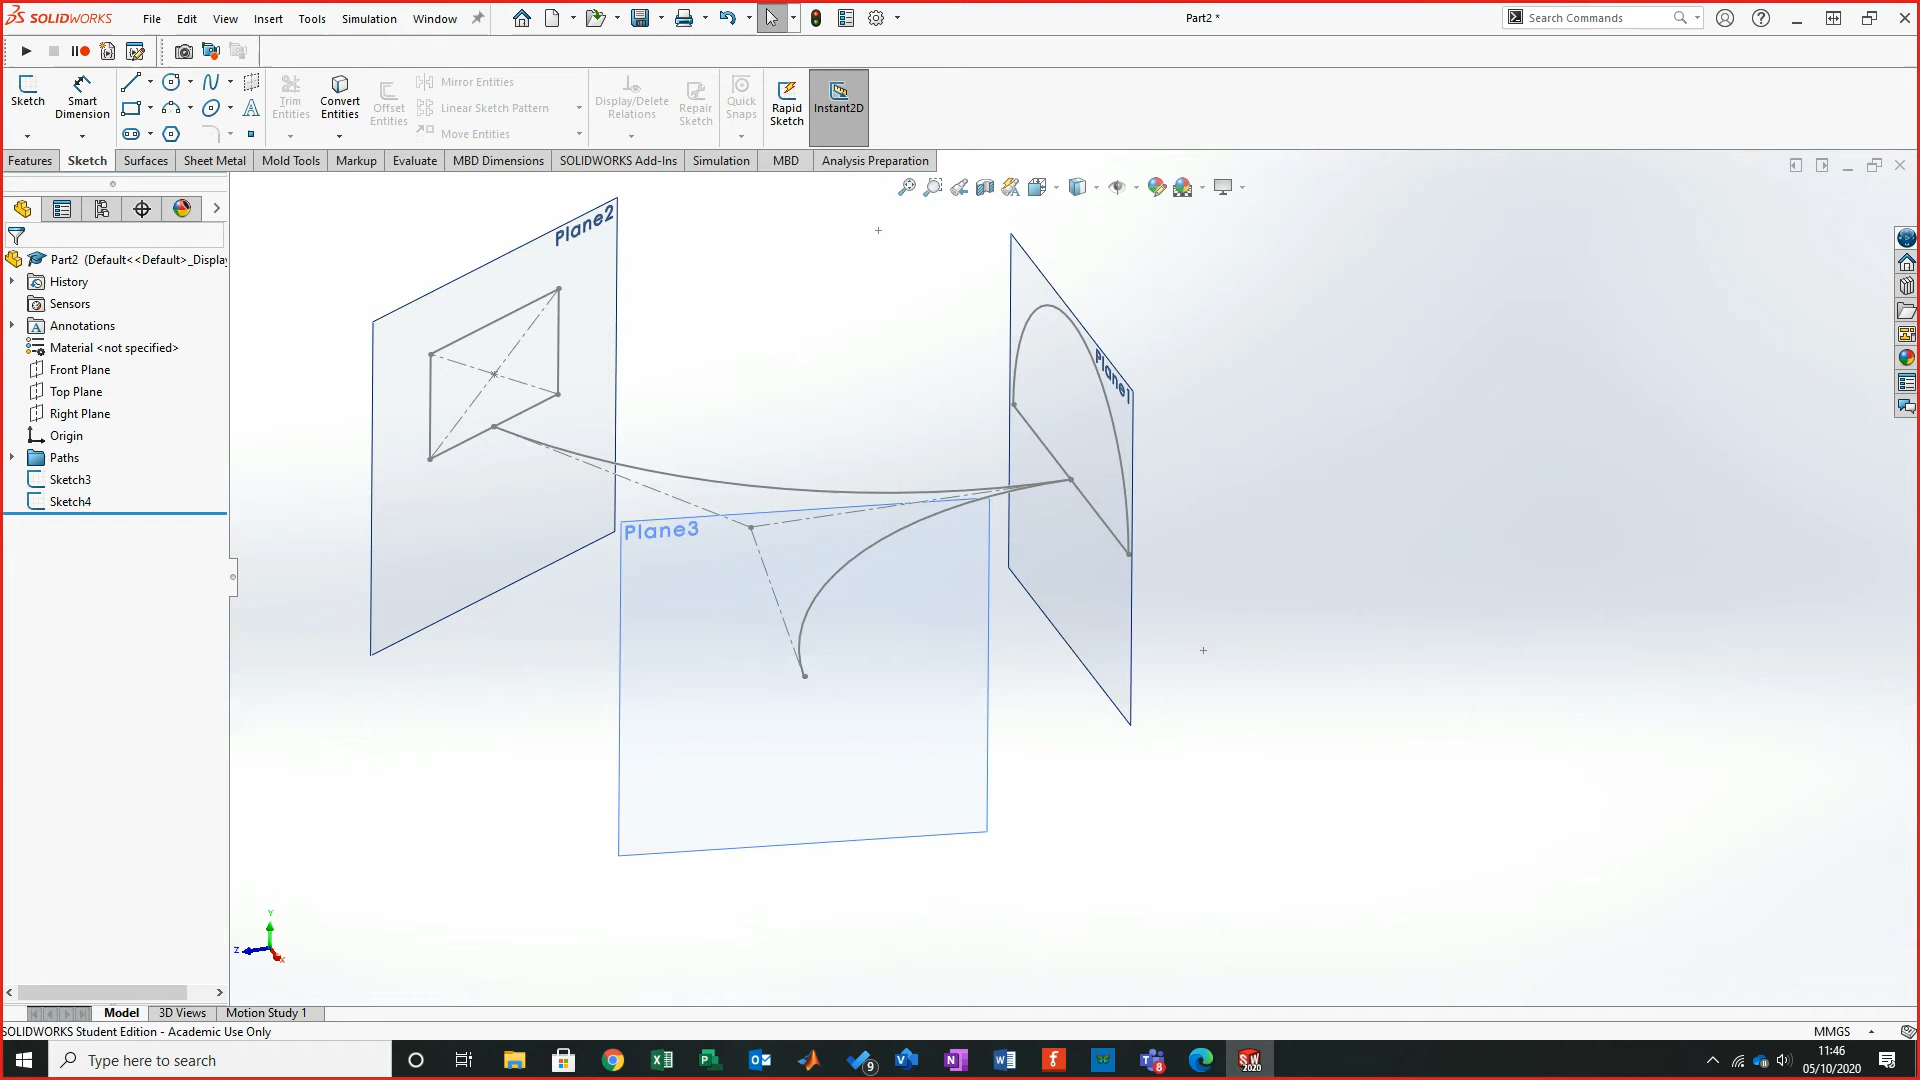 SOLIDWORKS File Edit View Insert Tools Simulation Window Part2 * Search Commands
Sketch Smart Dimension Trim Entities Convert Entities Offset Entities Mirror Entities Linear Sketch Pattern Move Entities Display/Delete Relations Repair Sketch Quick Snaps Rapid Sketch Instant2D
Features Sketch Surfaces Sheet Metal Mold Tools Markup Evaluate MBD Dimensions SOLIDWORKS Add-Ins Simulation MBD Analysis Preparation
Part2 (Default<<Default>_Displa
History
Sensors
Annotations
Material <not specified>
Front Plane
Top Plane
Right Plane
Origin
Paths
Sketch3
Sketch4
Plane2
Plane1
Plane3
Y
Z
X
Model 3D Views Motion Study 1
SOLIDWORKS Student Edition - Academic Use Only MMGS
Type here to search 9 8 SW 2020 11:46
05/10/2020